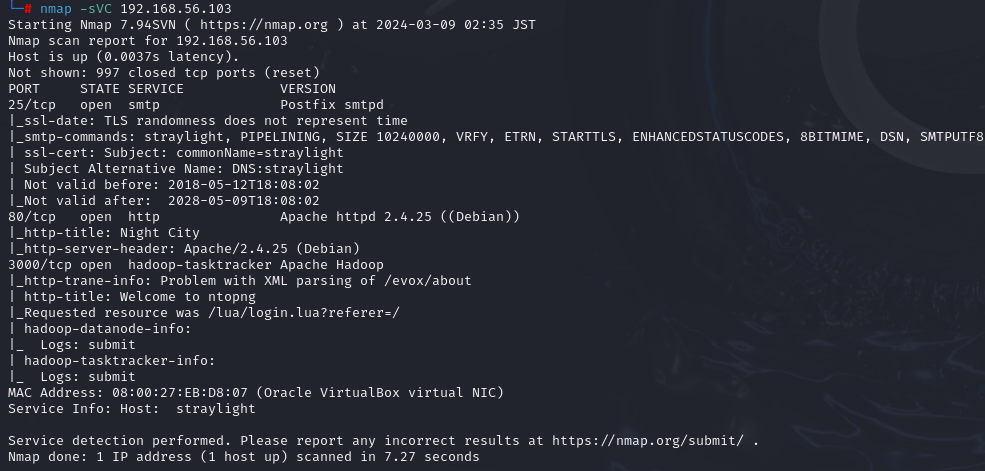 └─# nmap -sVC 192.168.56.103
Starting Nmap 7.94SVN ( https://nmap.org ) at 2024-03-09 02:35 JST
Nmap scan report for 192.168.56.103
Host is up (0.0037s latency).
Not shown: 997 closed tcp ports (reset)
PORT     STATE SERVICE           VERSION
25/tcp   open  smtp              Postfix smtpd
|_ssl-date: TLS randomness does not represent time
|_smtp-commands: straylight, PIPELINING, SIZE 10240000, VRFY, ETRN, STARTTLS, ENHANCEDSTATUSCODES, 8BITMIME, DSN, SMTPUTF8
| ssl-cert: Subject: commonName=straylight
| Subject Alternative Name: DNS:straylight
| Not valid before: 2018-05-12T18:08:02
|_Not valid after:  2028-05-09T18:08:02
80/tcp   open  http              Apache httpd 2.4.25 ((Debian))
|_http-title: Night City
|_http-server-header: Apache/2.4.25 (Debian)
3000/tcp open  hadoop-tasktracker Apache Hadoop
|_http-trane-info: Problem with XML parsing of /evox/about
| http-title: Welcome to ntopng
|_Requested resource was /lua/login.lua?referer=/
| hadoop-datanode-info:
|_  Logs: submit
| hadoop-tasktracker-info:
|_  Logs: submit
MAC Address: 08:00:27:EB:D8:07 (Oracle VirtualBox virtual NIC)
Service Info: Host:  straylight

Service detection performed. Please report any incorrect results at https://nmap.org/submit/ .
Nmap done: 1 IP address (1 host up) scanned in 7.27 seconds